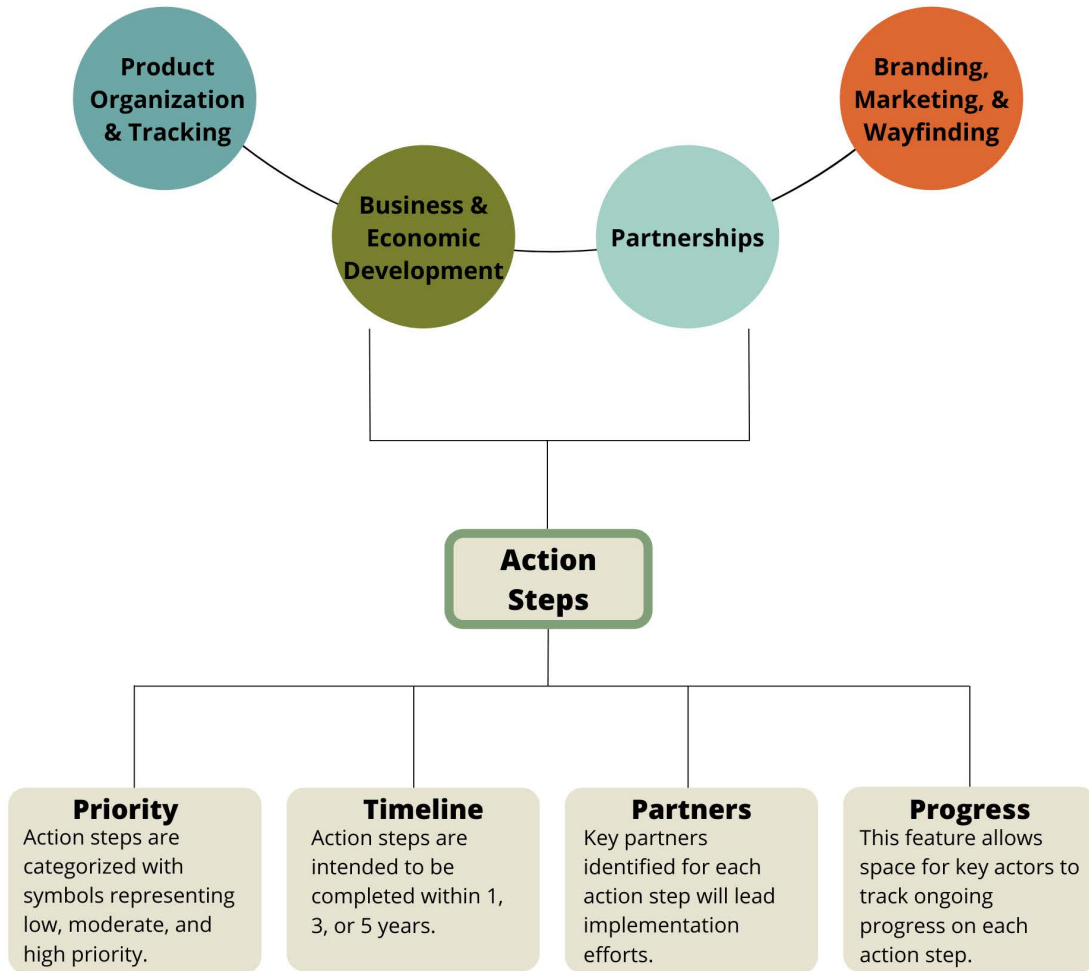 Product
Organization
& Tracking
Branding,
Marketing, &
Wayfinding
Business &
Economic
Development
Partnerships
Action
Steps
Priority
Action steps are
categorized with
symbols representing
low, moderate, and
high priority.
Timeline
Action steps are
intended to be
completed within 1,
3, or 5 years.
Partners
Key partners
identified for each
action step will lead
implementation
efforts.
Progress
This feature allows
space for key actors to
track ongoing
progress on each
action step.